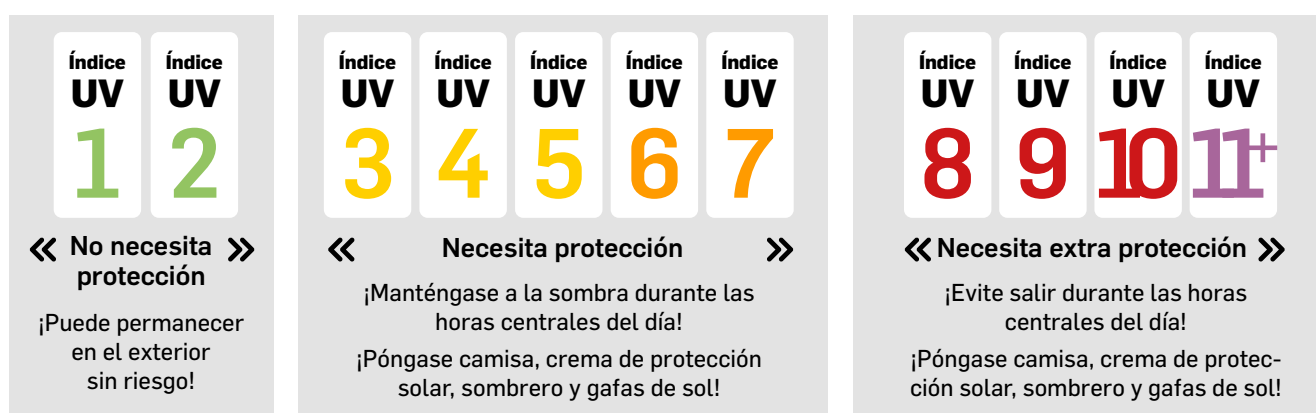 Índice
UV
1
Índice
UV
2
« No necesita »
protección
¡Puede permanecer
en el exterior
sin riesgo!
Índice
UV
3
Índice
UV
4
Índice
UV
5
Índice
UV
6
Índice
UV
7
« Necesita protección »
¡Manténgase a la sombra durante las
horas centrales del día!
¡Póngase camisa, crema de protección
solar, sombrero y gafas de sol!
Índice
UV
8
Índice
UV
9
Índice
UV
10
Índice
UV
11+
« Necesita extra protección »
¡Evite salir durante las horas
centrales del día!
¡Póngase camisa, crema de protec-
ción solar, sombrero y gafas de sol!